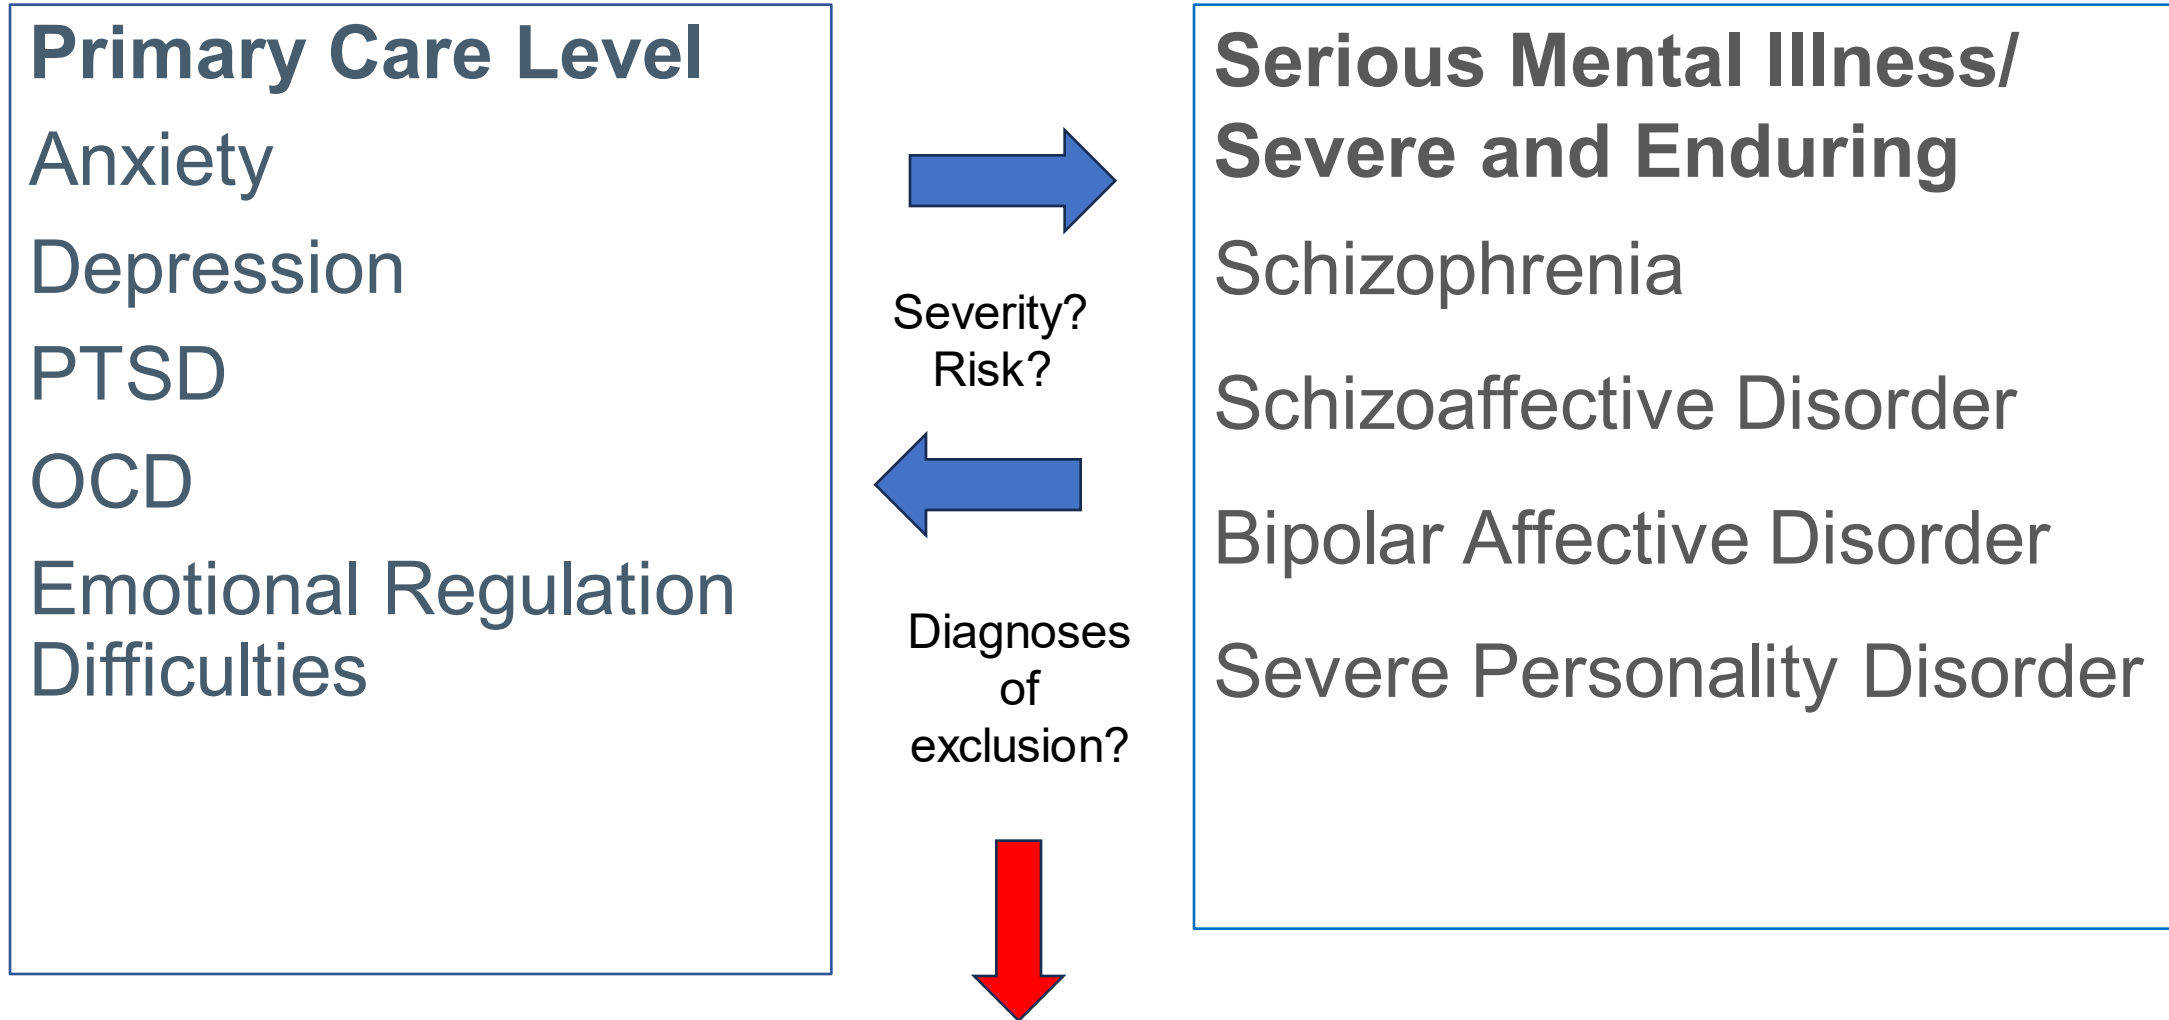 Primary Care Level
Anxiety
Depression
PTSD
OCD
Emotional Regulation
Difficulties
Severity?
Risk?
Diagnoses
of
exclusion?
Serious Mental Illness/
Severe and Enduring
Schizophrenia
Schizoaffective Disorder
Bipolar Affective Disorder
Severe Personality Disorder